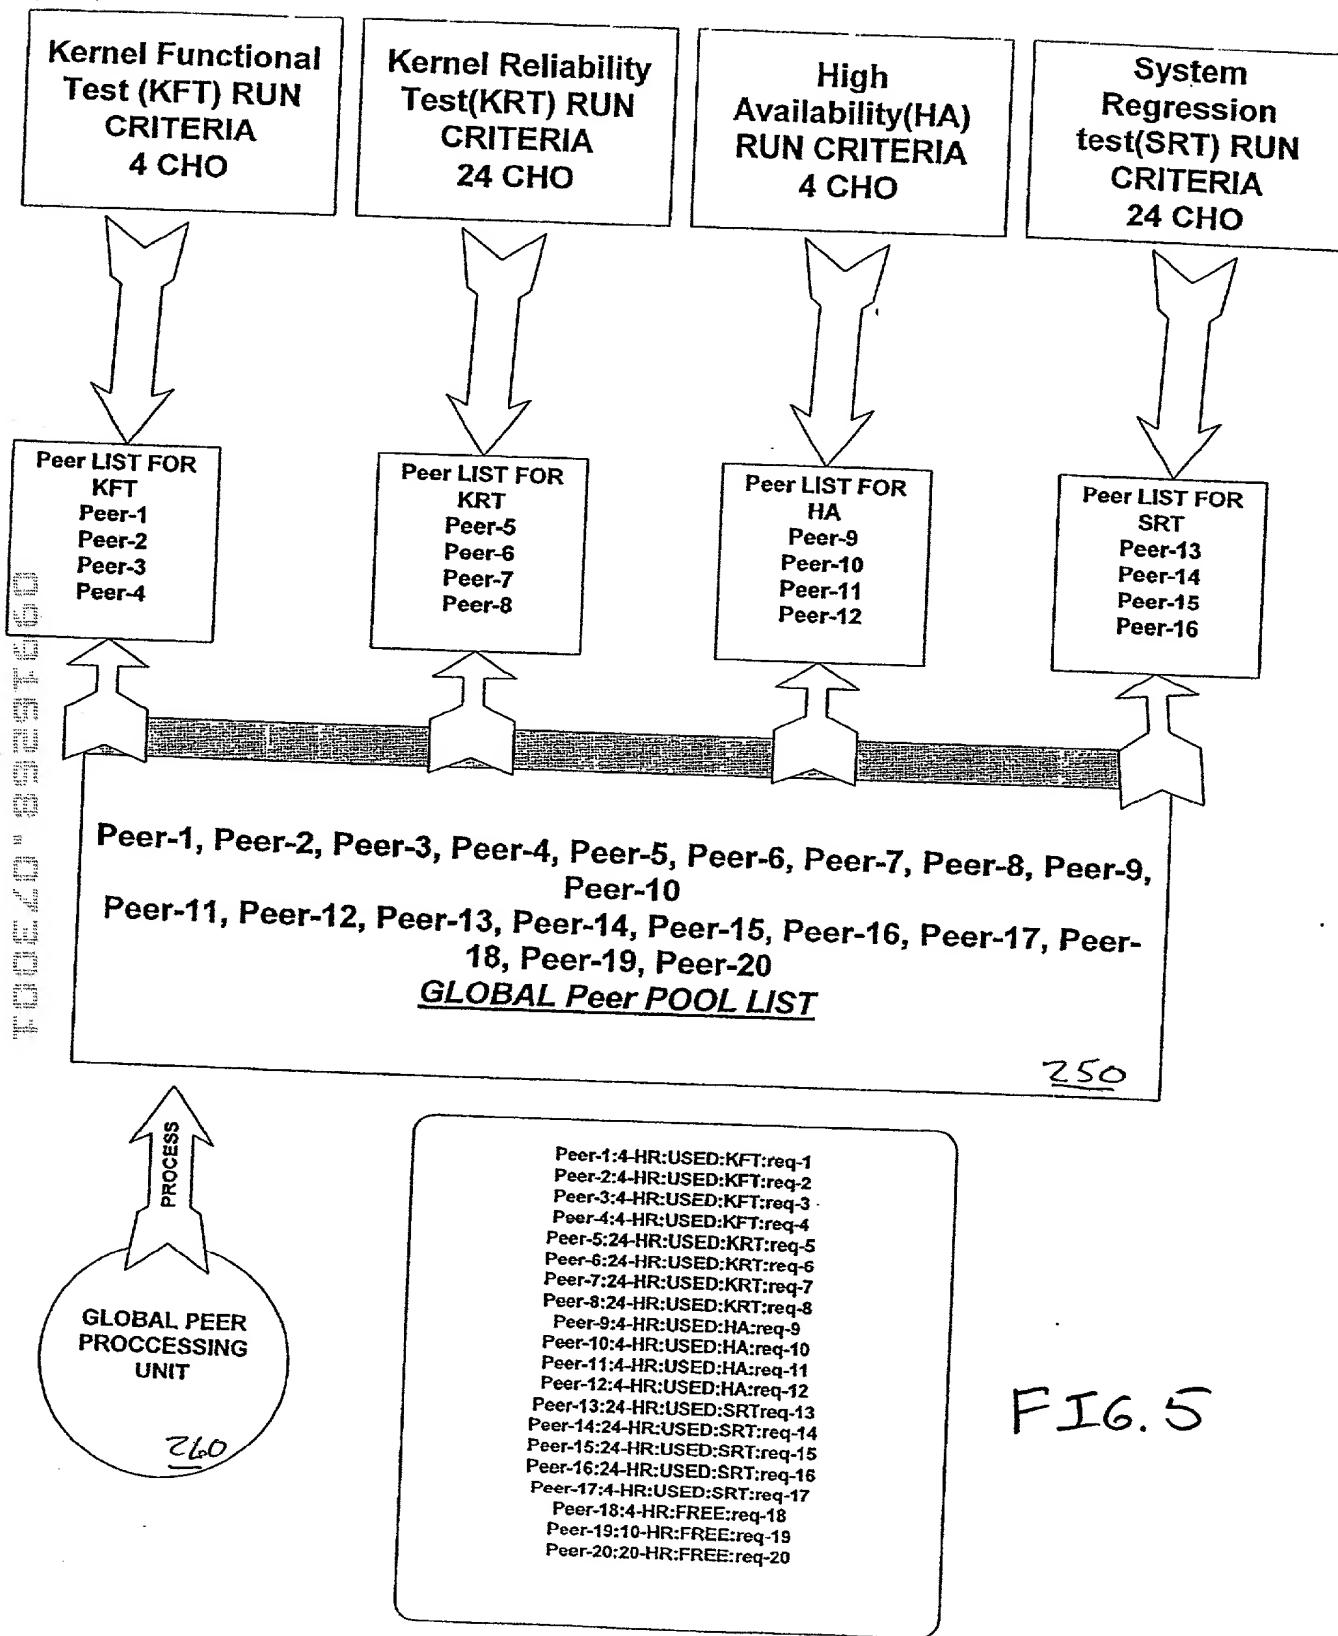 Kernel Functional
Test (KFT) RUN
CRITERIA
4 CHO
Kernel Reliability
Test(KRT) RUN
CRITERIA
24 CHO
High
Availability(HA)
RUN CRITERIA
4 CHO
System
Regression
test(SRT) RUN
CRITERIA
24 CHO
Peer LIST FOR
KFT
Peer-1
Peer-2
Peer-3
Peer-4
Peer LIST FOR
KRT
Peer-5
Peer-6
Peer-7
Peer-8
Peer LIST FOR
HA
Peer-9
Peer-10
Peer-11
Peer-12
Peer LIST FOR
SRT
Peer-13
Peer-14
Peer-15
Peer-16
Peer-1, Peer-2, Peer-3, Peer-4, Peer-5, Peer-6, Peer-7, Peer-8, Peer-9,
Peer-10
Peer-11, Peer-12, Peer-13, Peer-14, Peer-15, Peer-16, Peer-17, Peer-
18, Peer-19, Peer-20
GLOBAL Peer POOL LIST
250
PROCESS
GLOBAL PEER
PROCCESSING
UNIT
260
Peer-1:4-HR:USED:KFT:req-1
Peer-2:4-HR:USED:KFT:req-2
Peer-3:4-HR:USED:KFT:req-3
Peer-4:4-HR:USED:KFT:req-4
Peer-5:24-HR:USED:KRT:req-5
Peer-6:24-HR:USED:KRT:req-6
Peer-7:24-HR:USED:KRT:req-7
Peer-8:24-HR:USED:KRT:req-8
Peer-9:4-HR:USED:HA:req-9
Peer-10:4-HR:USED:HA:req-10
Peer-11:4-HR:USED:HA:req-11
Peer-12:4-HR:USED:HA:req-12
Peer-13:24-HR:USED:SRTreq-13
Peer-14:24-HR:USED:SRT:req-14
Peer-15:24-HR:USED:SRT:req-15
Peer-16:24-HR:USED:SRT:req-16
Peer-17:4-HR:USED:SRT:req-17
Peer-18:4-HR:FREE:req-18
Peer-19:10-HR:FREE:req-19
Peer-20:20-HR:FREE:req-20
FIG. 5